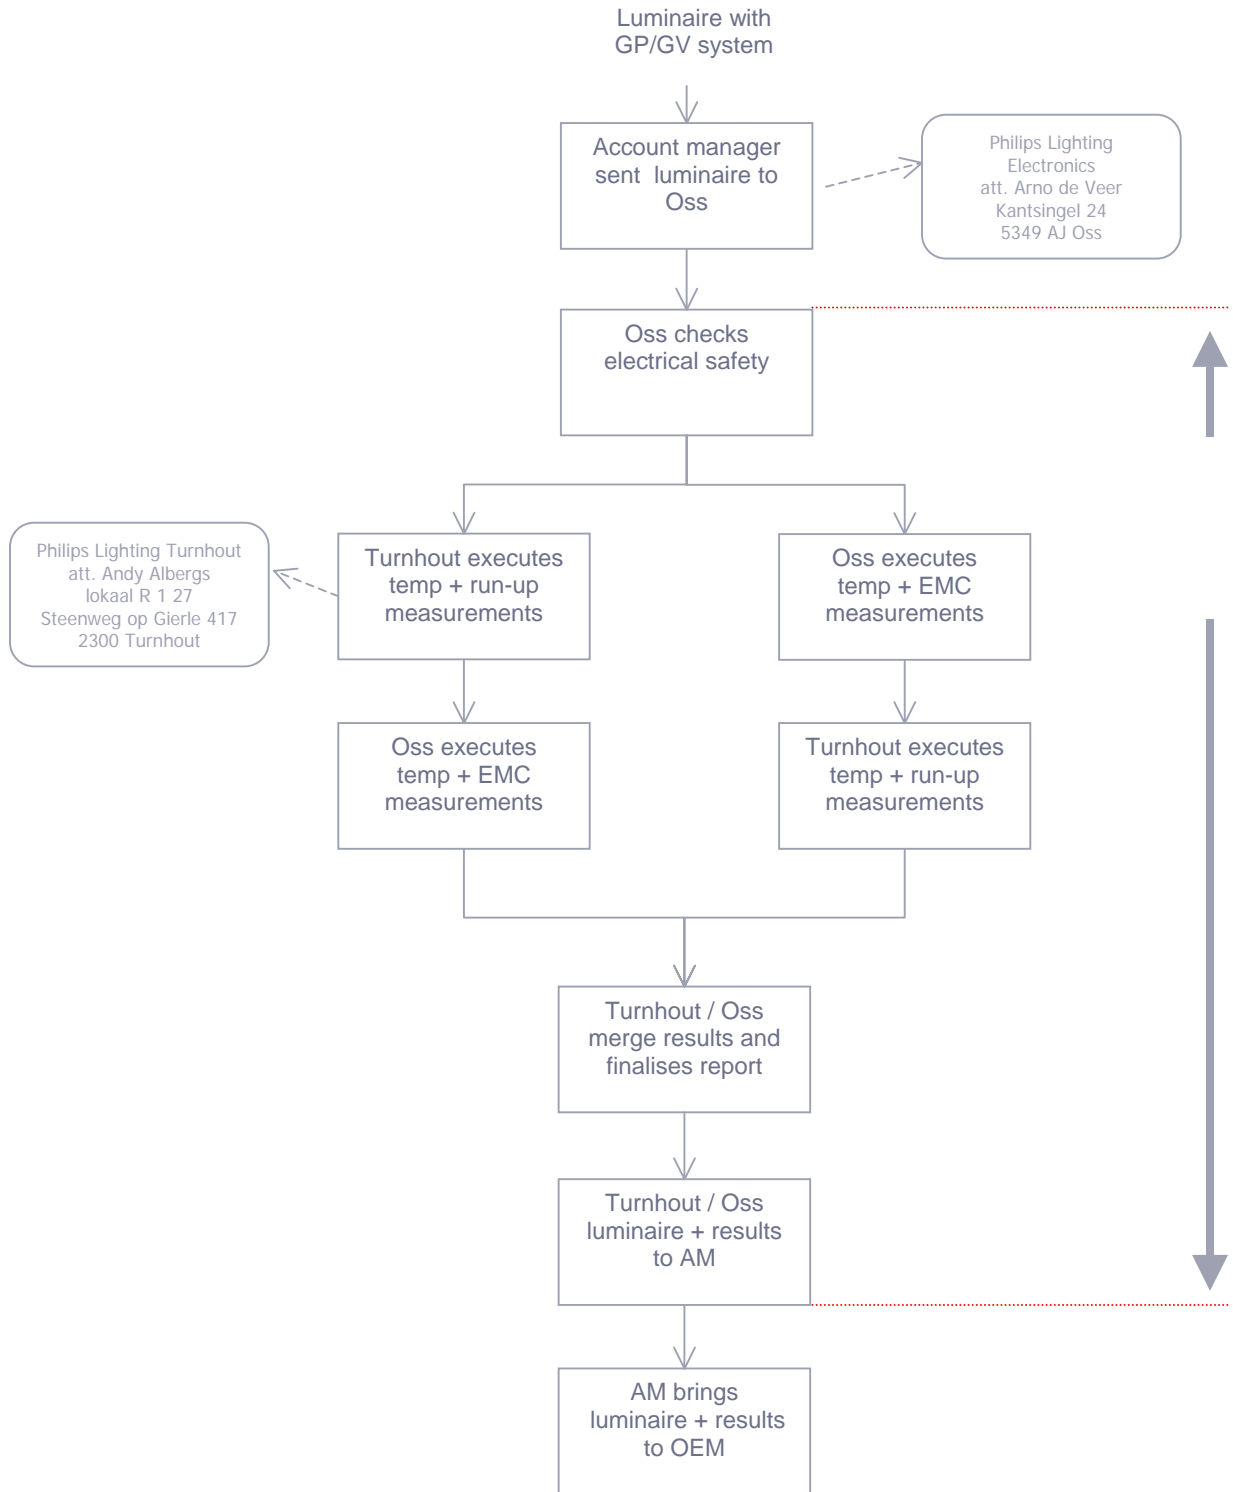 Luminaire with
GP/GV system
Account manager
sent luminaire to
Oss
Philips Lighting
Electronics
att. Arno de Veer
Kantsingel 24
5349 AJ Oss
Oss checks
electrical safety
Philips Lighting Turnhout
att. Andy Albergs
lokaal R 1 27
Steenweg op Gierle 417
2300 Turnhout
Turnhout executes
temp + run-up
measurements
Oss executes
temp + EMC
measurements
Oss executes
temp + EMC
measurements
Turnhout executes
temp + run-up
measurements
Turnhout / Oss
merge results and
finalises report
Turnhout / Oss
luminaire + results
to AM
AM brings
luminaire + results
to OEM